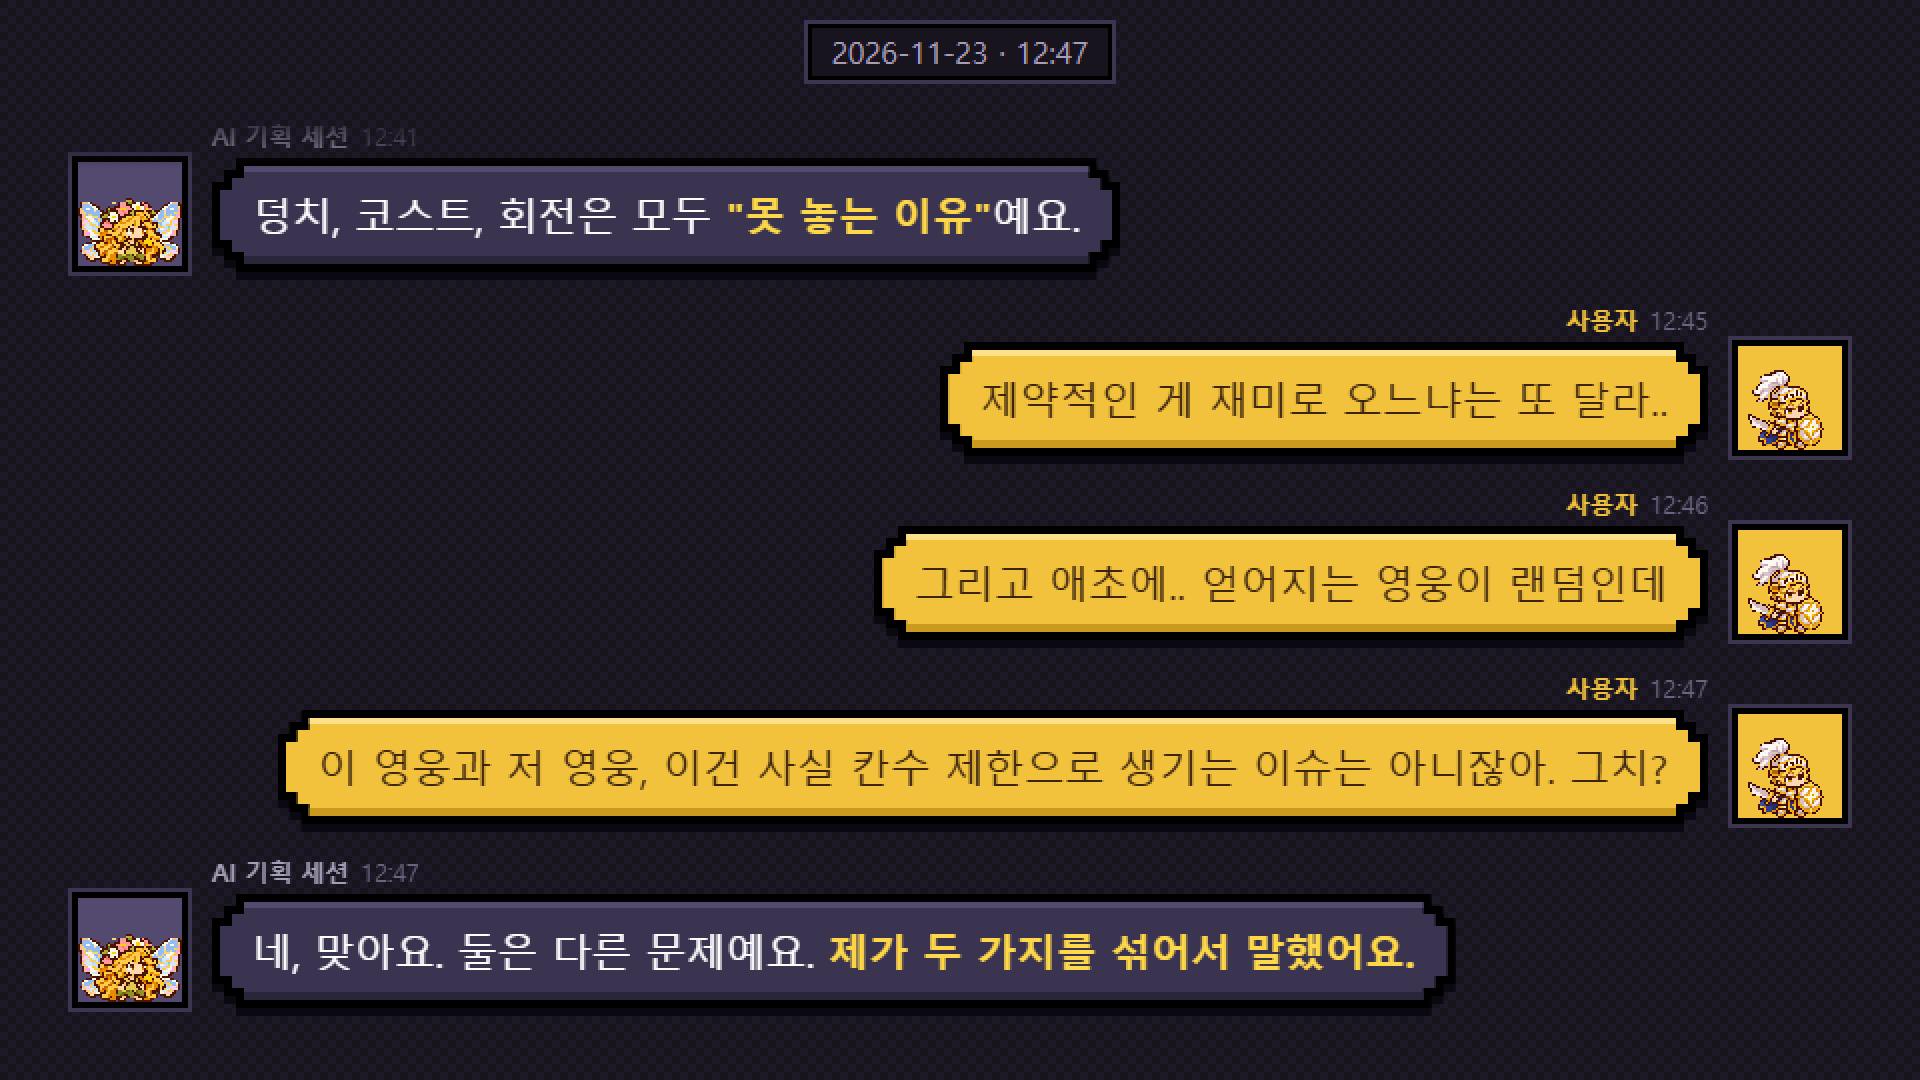 2026-11-23 · 12:47
AI 기획 세션 12:41
덩치, 코스트, 회전은 모두 "못 놓는 이유"예요.
사용자 12:45
제약적인 게 재미로 오느냐는 또 달라..
사용자 12:46
그리고 애초에.. 얻어지는 영웅이 랜덤인데
사용자 12:47
이 영웅과 저 영웅, 이건 사실 칸수 제한으로 생기는 이슈는 아니잖아. 그치?
AI 기획 세션 12:47
네, 맞아요. 둘은 다른 문제예요. 제가 두 가지를 섞어서 말했어요.